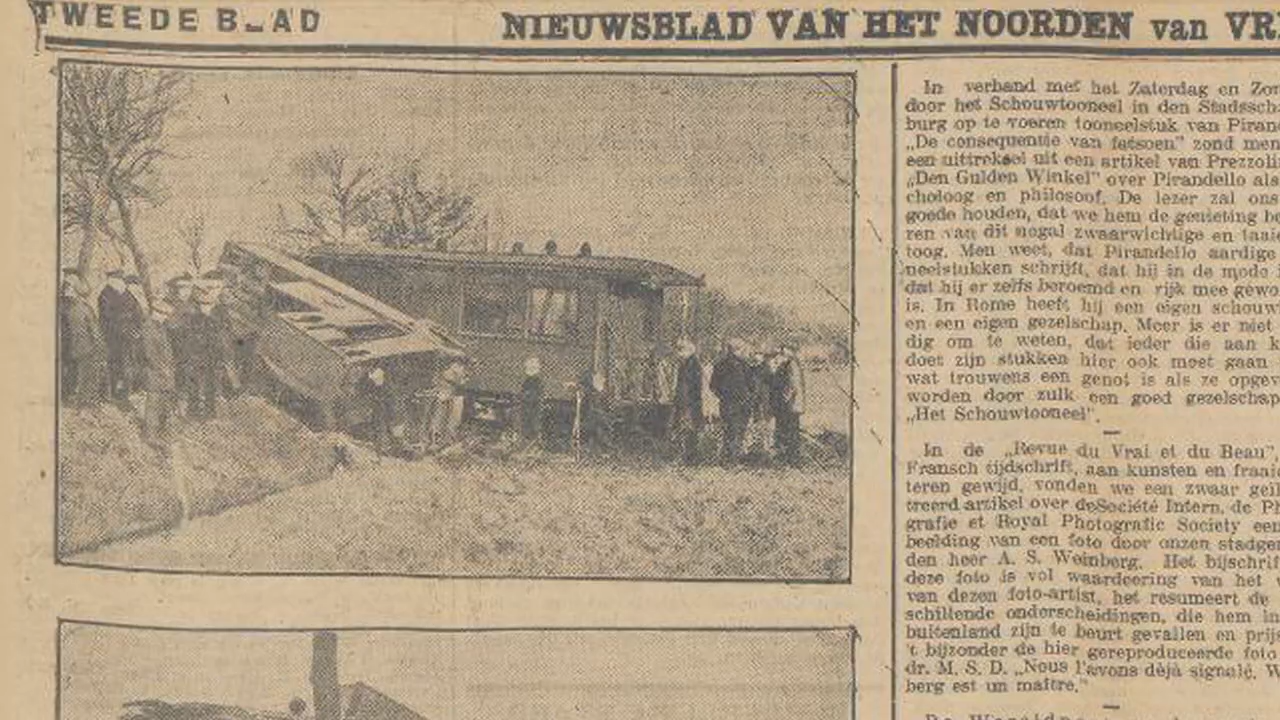 TWEEDE BLAD
NIEUWSBLAD VAN HET NOORDEN van VR
In verband met het Zaterdag en Zon
door het Schouwtooneel in den Stadssch
burg op te voeren tooneelstuk van Piran
„De consequentie van fatsoen" zond men
een uittreksel uit een artikel van Prezzoli
„Den Gulden Winkel" over Pirandello als
choloog en philosoof. De lezer zal ons
goede houden, dat we hem de genieting b
ren van dit nogal zwaarwichtige en taaie
toog. Men weet, dat Pirandello aardige
neelstukken schrijft, dat hij in de mode
dat hij er zelfs beroemd en rijk mee gewo
is. In Rome heeft hij een eigen schouw
en een eigen gezelschap. Meer is er niet
dig om te weten, dat ieder die aan k
doet zijn stukken hier ook moet gaan
wat trouwens een genot is als ze opgev
worden door zulk een goed gezelschap
„Het Schouwtooneel".
In de „Revue du Vrai et du Beau",
Fransch tijdschrift, aan kunsten en fraaie
teren gewijd, vonden we een zwaar geïl
treerd artikel over deSociété Intern. de Ph
grafie et Royal Photografic Society een
beelding van een foto door onzen stadgen
den heer A. S. Weinberg. Het bijschrif
deze foto is vol waardeering van het
van dezen foto-artist, het resumeert de
schillende onderscheidingen, die hem in
buitenland zijn te beurt gevallen en prij
't bijzonder de hier gereproduceerde foto
dr. M. S. D. „Nous l'avons déjà signalé. W
berg est un maître."